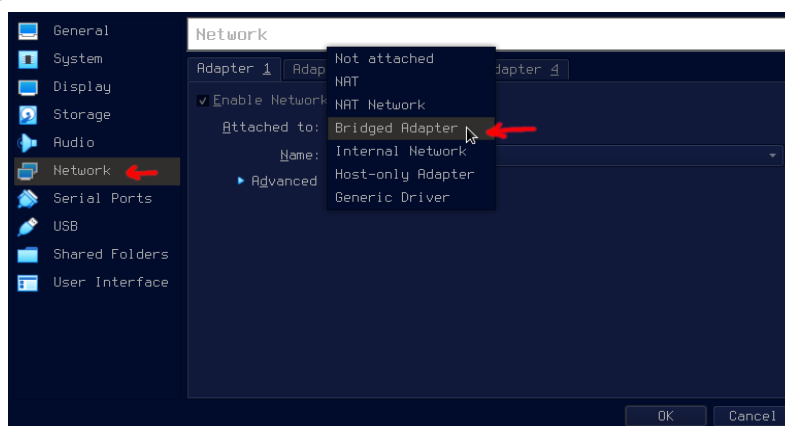 General
System
Display
Storage
Audio
Network
Serial Ports
USB
Shared Folders
User Interface
Network
Adapter 1 Adap dapter 4
Enable Network
Attached to:
Name:
Advanced
Not attached
NAT
NAT Network
Bridged Adapter
Internal Network
Host-only Adapter
Generic Driver
OK Cancel